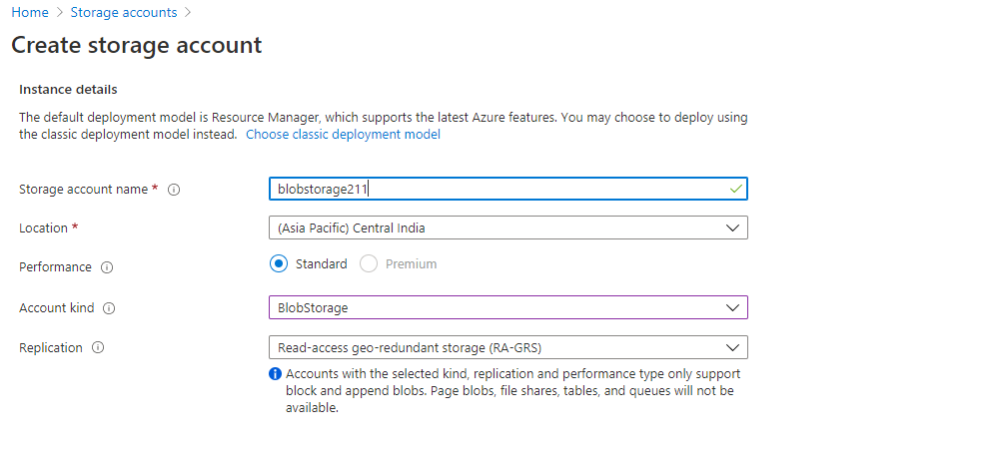 Home > Storage accounts >
Create storage account
Instance details
The default deployment model is Resource Manager, which supports the latest Azure features. You may choose to deploy using
the classic deployment model instead. Choose classic deployment model
Storage account name * blobstorage211
Location * (Asia Pacific) Central India
Performance Standard Premium
Account kind BlobStorage
Replication Read-access geo-redundant storage (RA-GRS)
Accounts with the selected kind, replication and performance type only support
block and append blobs. Page blobs, file shares, tables, and queues will not be
available.